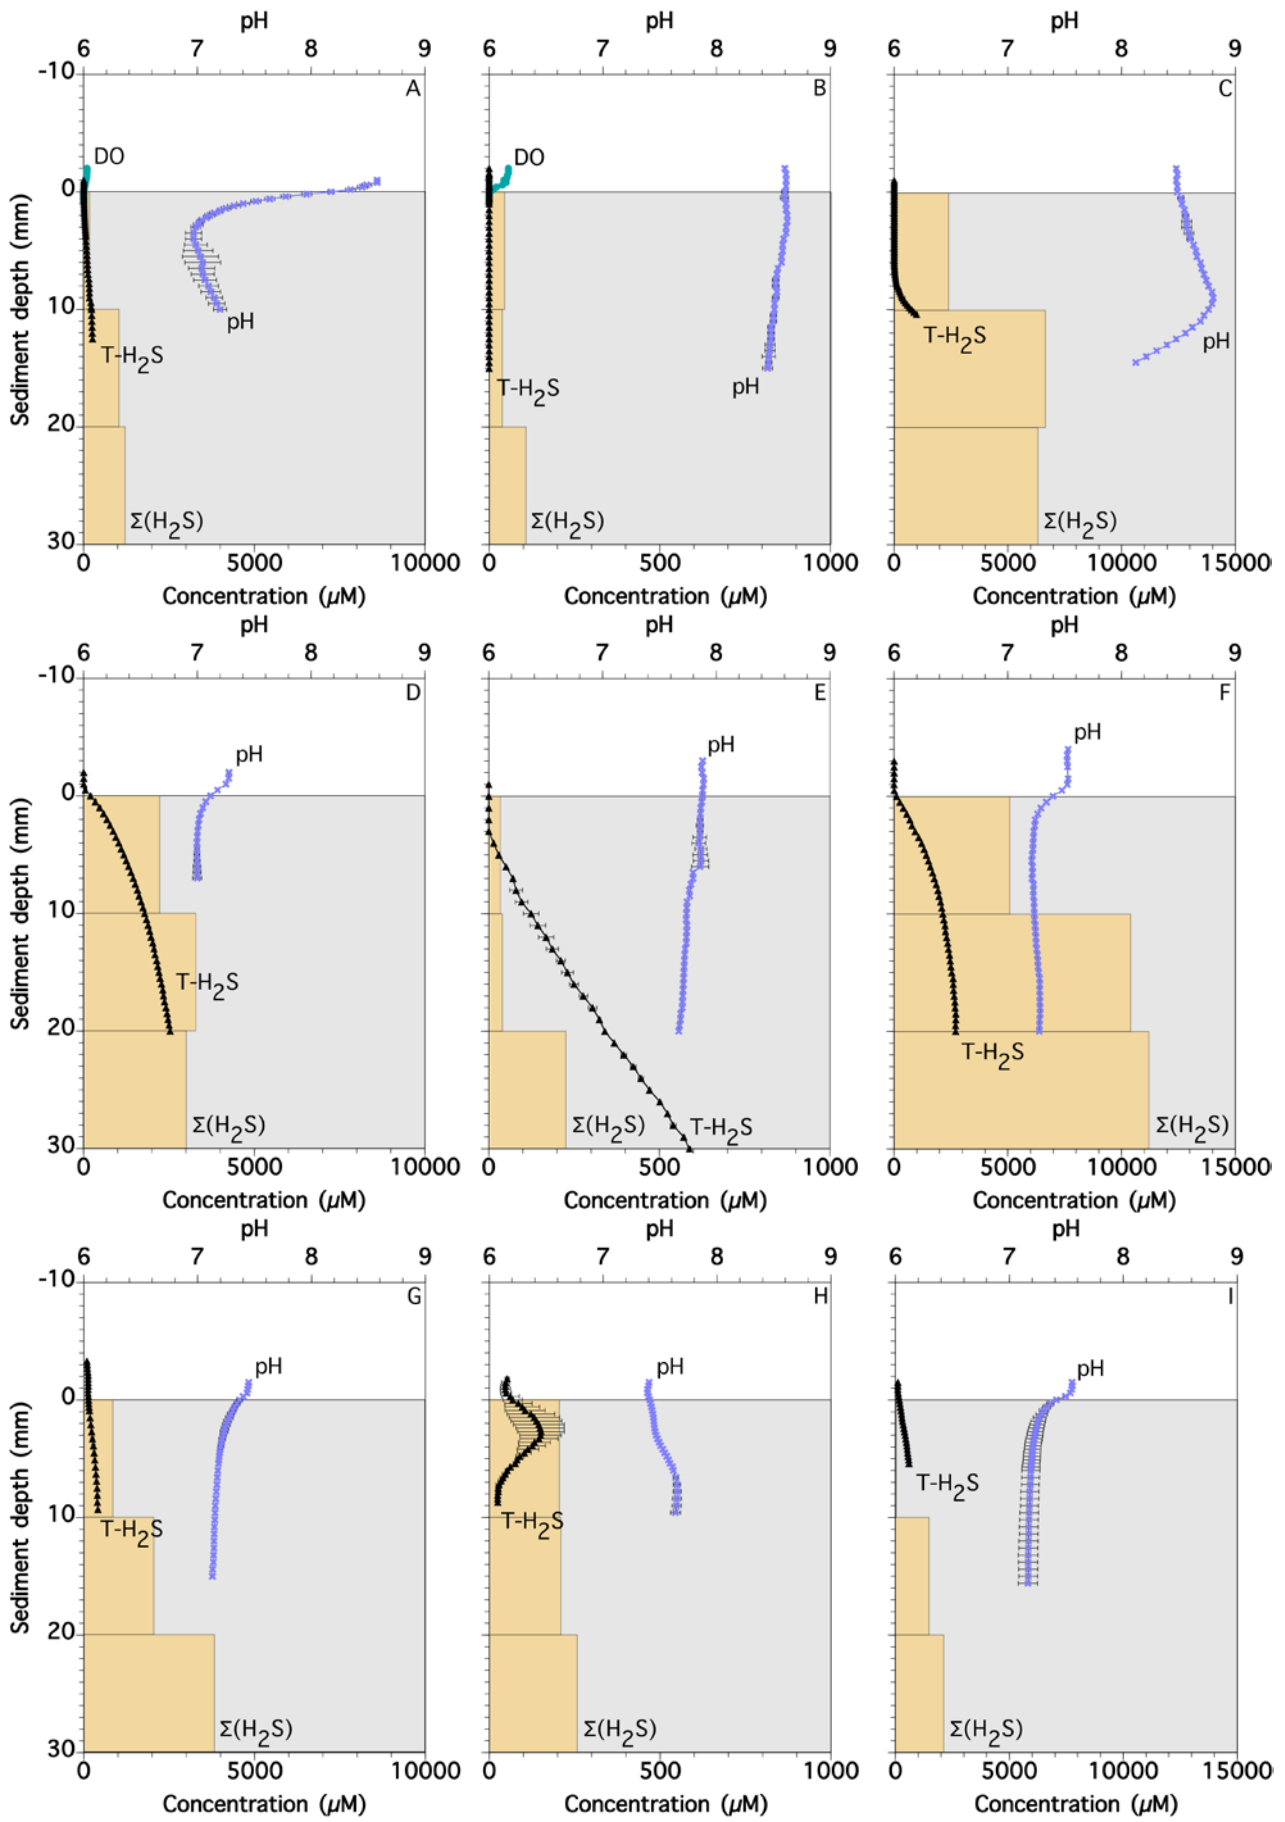 pH pH pH
6 7 8 9 6 7 8 9 6 7 8 9
-10 A B C
DO DO
0
Sediment depth (mm)
10 pH
T-H2S T-H2S pH T-H2S pH
20
Σ(H2S) Σ(H2S) Σ(H2S)
30
0 5000 10000 0 500 1000 0 5000 10000 15000
Concentration (µM) Concentration (µM) Concentration (µM)
pH pH pH
6 7 8 9 6 7 8 9 6 7 8 9
-10 D E F
pH pH pH
0
Sediment depth (mm)
10
T-H2S
20 T-H2S
Σ(H2S) Σ(H2S) T-H2S Σ(H2S)
30
0 5000 10000 0 500 1000 0 5000 10000 15000
Concentration (µM) Concentration (µM) Concentration (µM)
pH pH pH
6 7 8 9 6 7 8 9 6 7 8 9
-10 G H I
pH pH pH
0
Sediment depth (mm)
T-H2S
10 T-H2S T-H2S
20
Σ(H2S) Σ(H2S) Σ(H2S)
30
0 5000 10000 0 500 1000 0 5000 10000 15000
Concentration (µM) Concentration (µM) Concentration (µM)